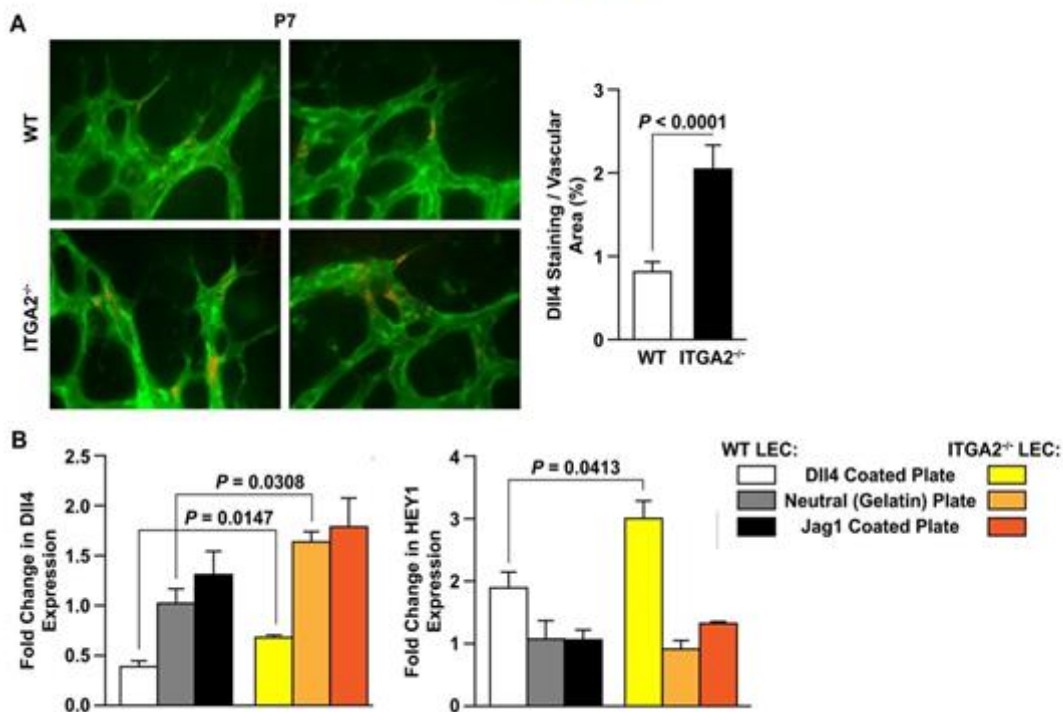 A
P7
WT
ITGA2⁻/⁻
Dll4 Staining / Vascular
Area (%)
3
2
1
0
P < 0.0001
WT ITGA2⁻/⁻
B
Fold Change in Dll4
Expression
2.5
2.0
1.5
1.0
0.5
0.0
P = 0.0308
P = 0.0147
Fold Change in HEY1
Expression
4
3
2
1
0
P = 0.0413
WT LEC: ITGA2⁻/⁻ LEC:
Dll4 Coated Plate
Neutral (Gelatin) Plate
Jag1 Coated Plate